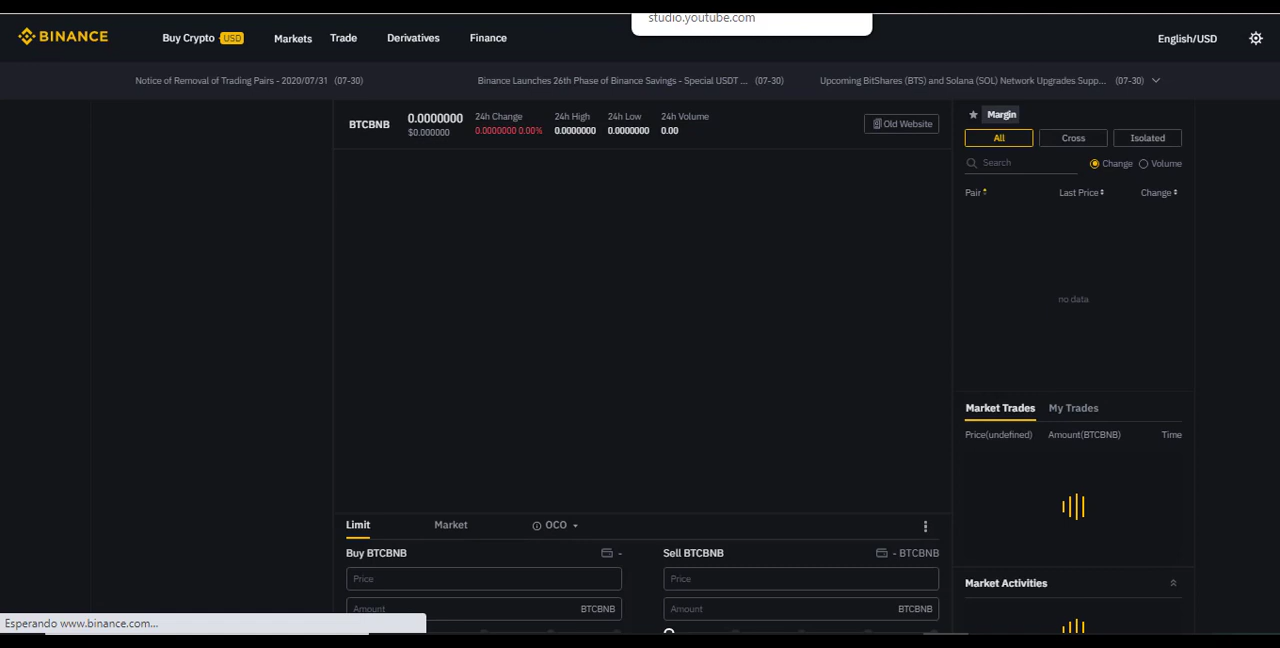 studio.youtube.com
BINANCE Buy Crypto USD Markets Trade Derivatives Finance English/USD
Notice of Removal of Trading Pairs - 2020/07/31 (07-30) Binance Launches 26th Phase of Binance Savings - Special USDT ... (07-30) Upcoming BitShares (BTS) and Solana (SOL) Network Upgrades Supp... (07-30)
BTCBNB
0.0000000
$0.000000
24h Change
0.0000000 0.00%
24h High
0.0000000
24h Low
0.0000000
24h Volume
0.00
Old Website
Margin
All Cross Isolated
Search Change Volume
Pair Last Price Change
no data
Market Trades My Trades
Price(undefined) Amount(BTCBNB) Time
Limit Market OCO
Buy BTCBNB - Sell BTCBNB - BTCBNB
Price Price
Amount BTCBNB Amount BTCBNB
Market Activities
Esperando www.binance.com...